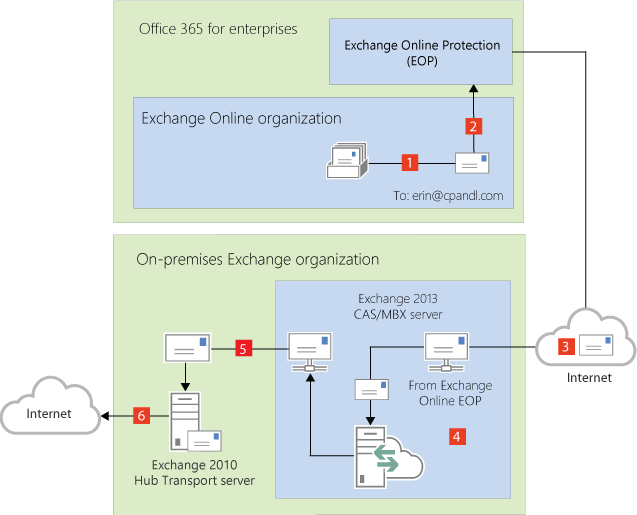 Office 365 for enterprises
Exchange Online Protection
(EOP)
Exchange Online organization
2
1
To: erin@cpandl.com
On-premises Exchange organization
Exchange 2013
CAS/MBX server
5
3
Internet
From Exchange
Online EOP
Internet
6
4
Exchange 2010
Hub Transport server